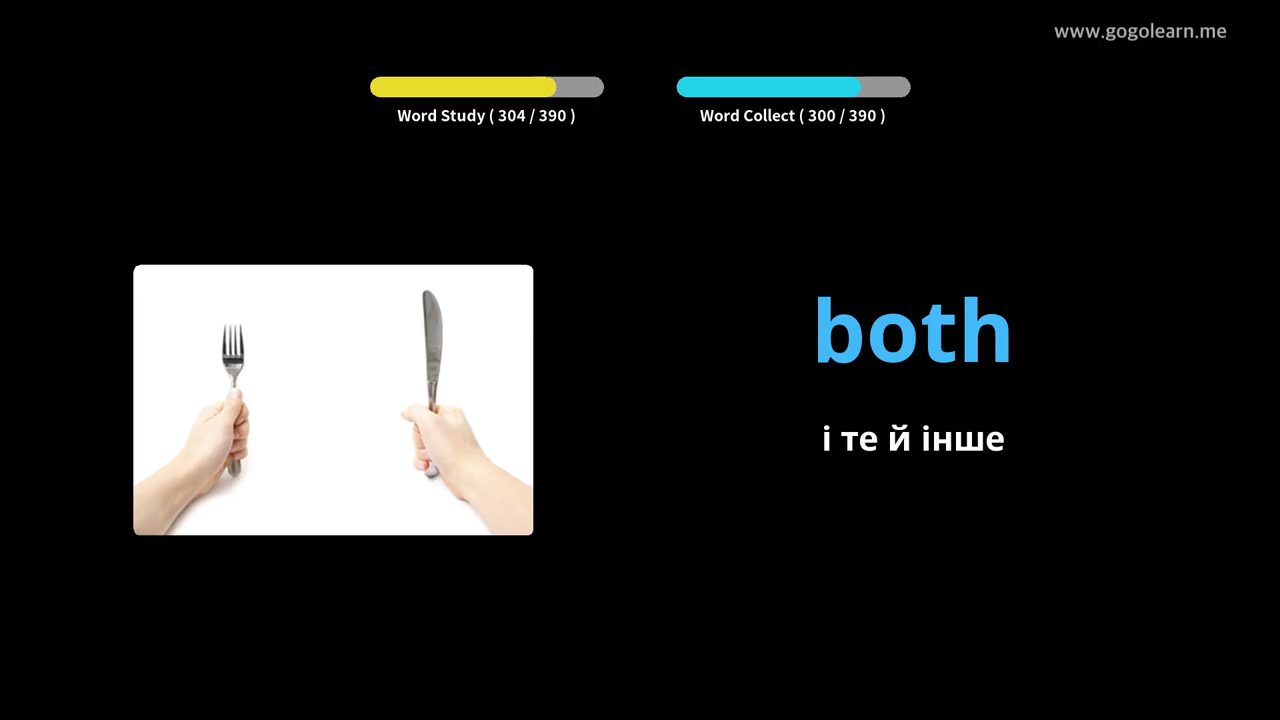 www.gogolearn.me
Word Study ( 304 / 390 )
Word Collect ( 300 / 390 )
both
і те й інше